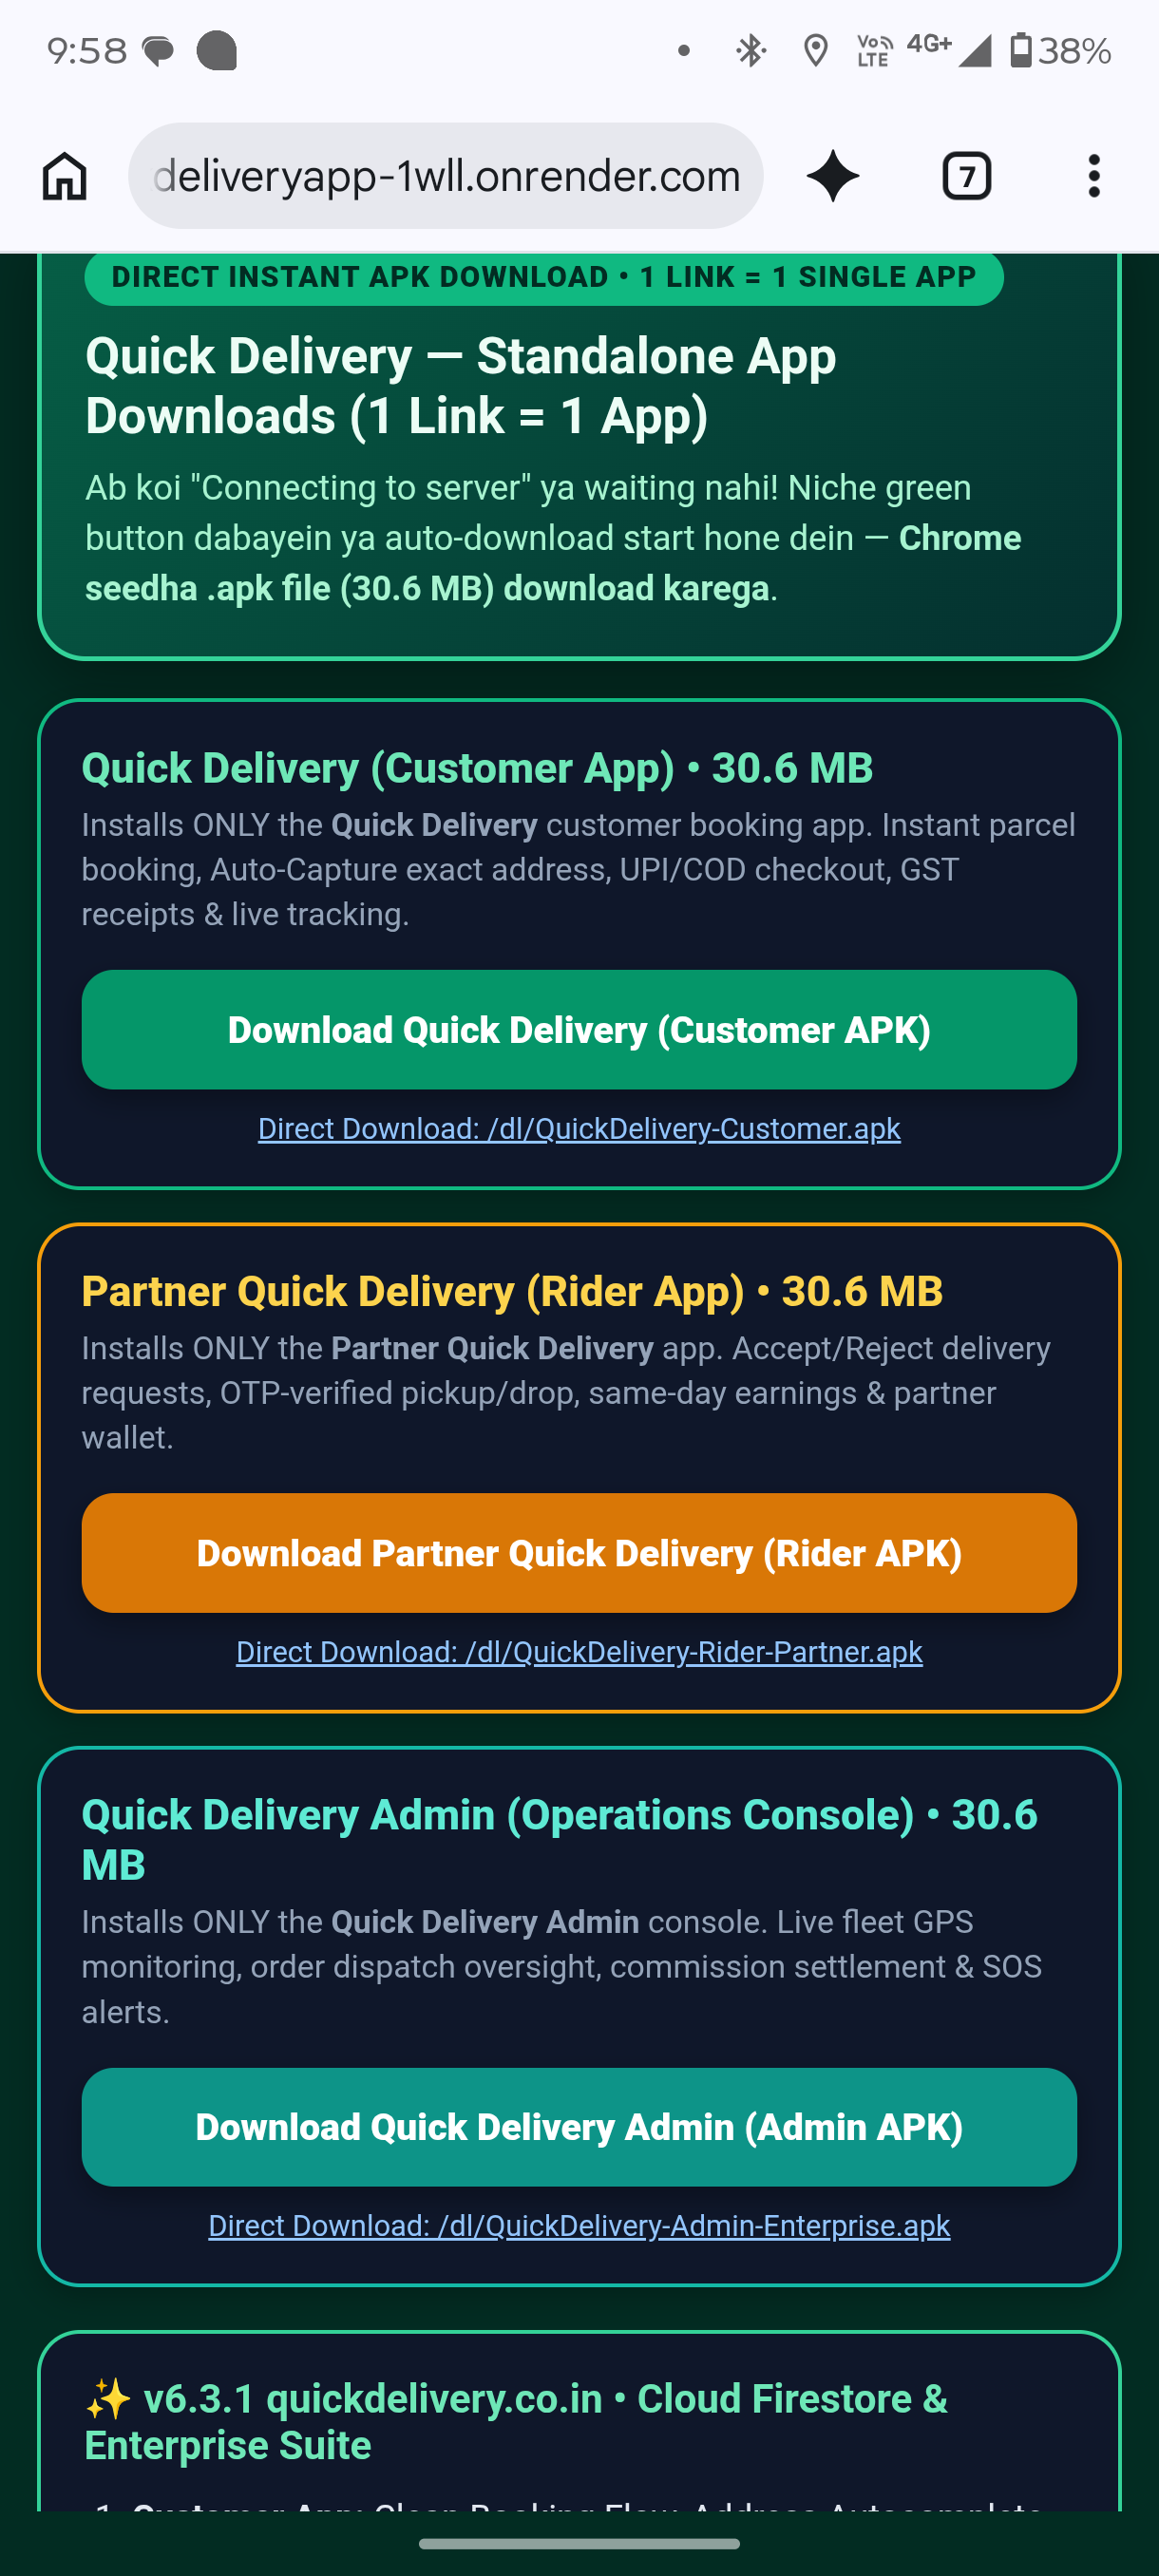 9:58
VoLTE 4G+ 38%
deliveryapp-1wll.onrender.com
7
DIRECT INSTANT APK DOWNLOAD • 1 LINK = 1 SINGLE APP
Quick Delivery — Standalone App
Downloads (1 Link = 1 App)
Ab koi "Connecting to server" ya waiting nahi! Niche green
button dabayein ya auto-download start hone dein — Chrome
seedha .apk file (30.6 MB) download karega.
Quick Delivery (Customer App) • 30.6 MB
Installs ONLY the Quick Delivery customer booking app. Instant parcel
booking, Auto-Capture exact address, UPI/COD checkout, GST
receipts & live tracking.
Download Quick Delivery (Customer APK)
Direct Download: /dl/QuickDelivery-Customer.apk
Partner Quick Delivery (Rider App) • 30.6 MB
Installs ONLY the Partner Quick Delivery app. Accept/Reject delivery
requests, OTP-verified pickup/drop, same-day earnings & partner
wallet.
Download Partner Quick Delivery (Rider APK)
Direct Download: /dl/QuickDelivery-Rider-Partner.apk
Quick Delivery Admin (Operations Console) • 30.6
MB
Installs ONLY the Quick Delivery Admin console. Live fleet GPS
monitoring, order dispatch oversight, commission settlement & SOS
alerts.
Download Quick Delivery Admin (Admin APK)
Direct Download: /dl/QuickDelivery-Admin-Enterprise.apk
✨ v6.3.1 quickdelivery.co.in • Cloud Firestore &
Enterprise Suite
1. Customer App: Clean Booking Flow, Address Autocomplete